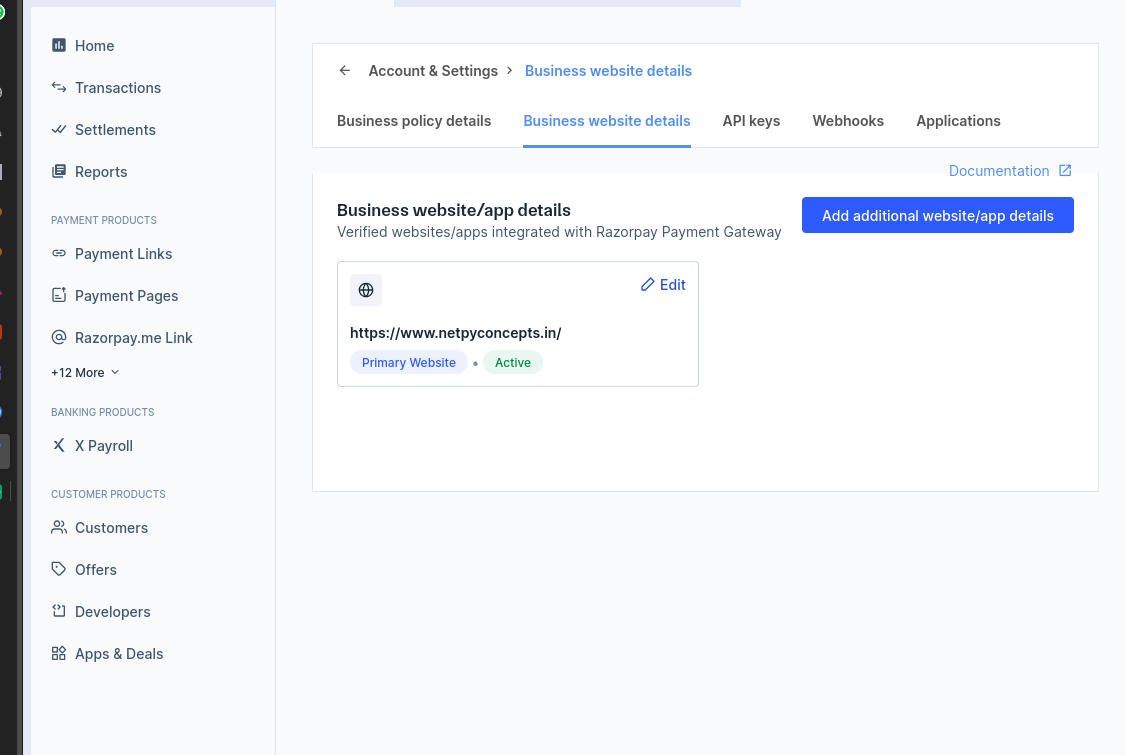 Home
Transactions
Settlements
Reports
PAYMENT PRODUCTS
Payment Links
Payment Pages
Razorpay.me Link
+12 More
BANKING PRODUCTS
X Payroll
CUSTOMER PRODUCTS
Customers
Offers
Developers
Apps & Deals
Account & Settings > Business website details
Business policy details Business website details API keys Webhooks Applications
Documentation
Business website/app details
Verified websites/apps integrated with Razorpay Payment Gateway
Add additional website/app details
Edit
https://www.netpyconcepts.in/
Primary Website • Active